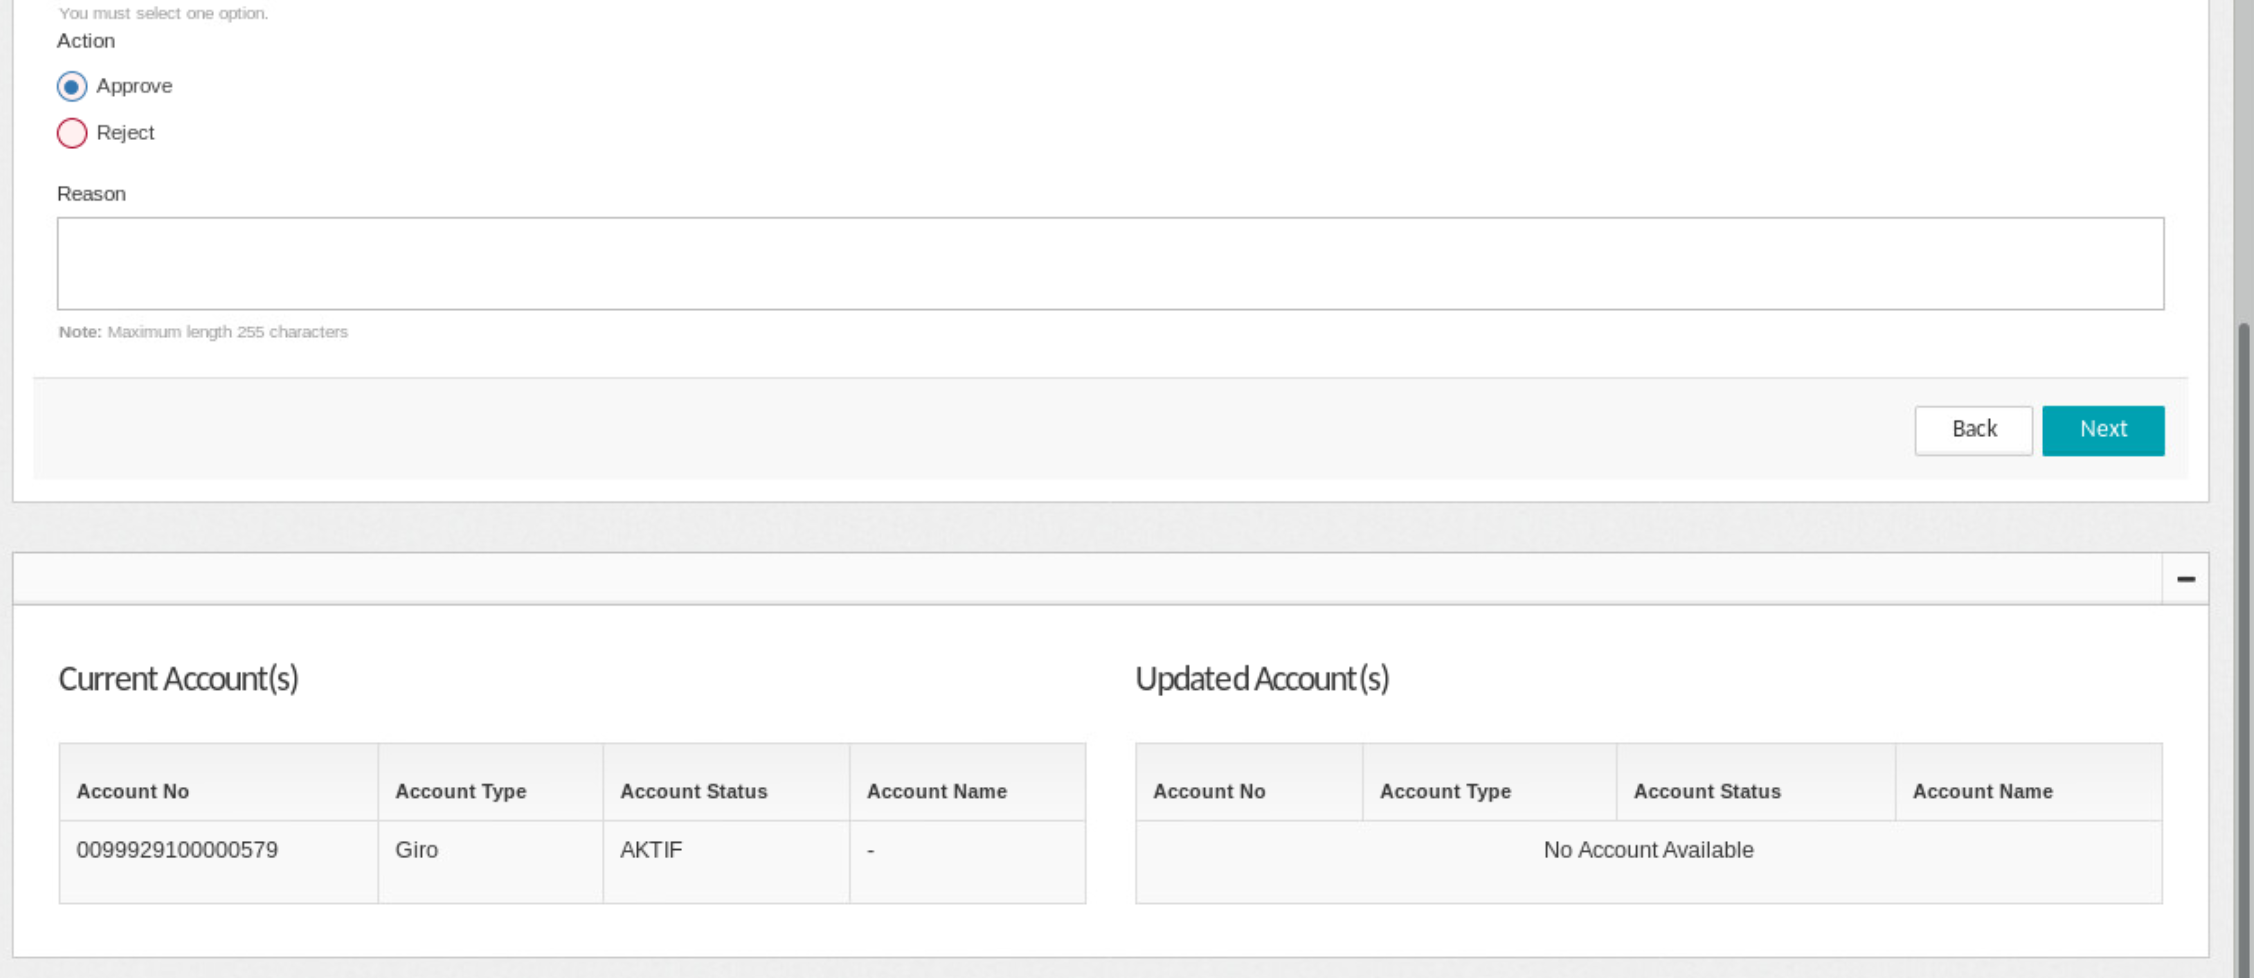 You must select one option.
Action
Approve
Reject
Reason
Note: Maximum length 255 characters
Back Next
Current Account(s) Updated Account(s)
Account No Account Type Account Status Account Name Account No Account Type Account Status Account Name
0099929100000579 Giro AKTIF - No Account Available